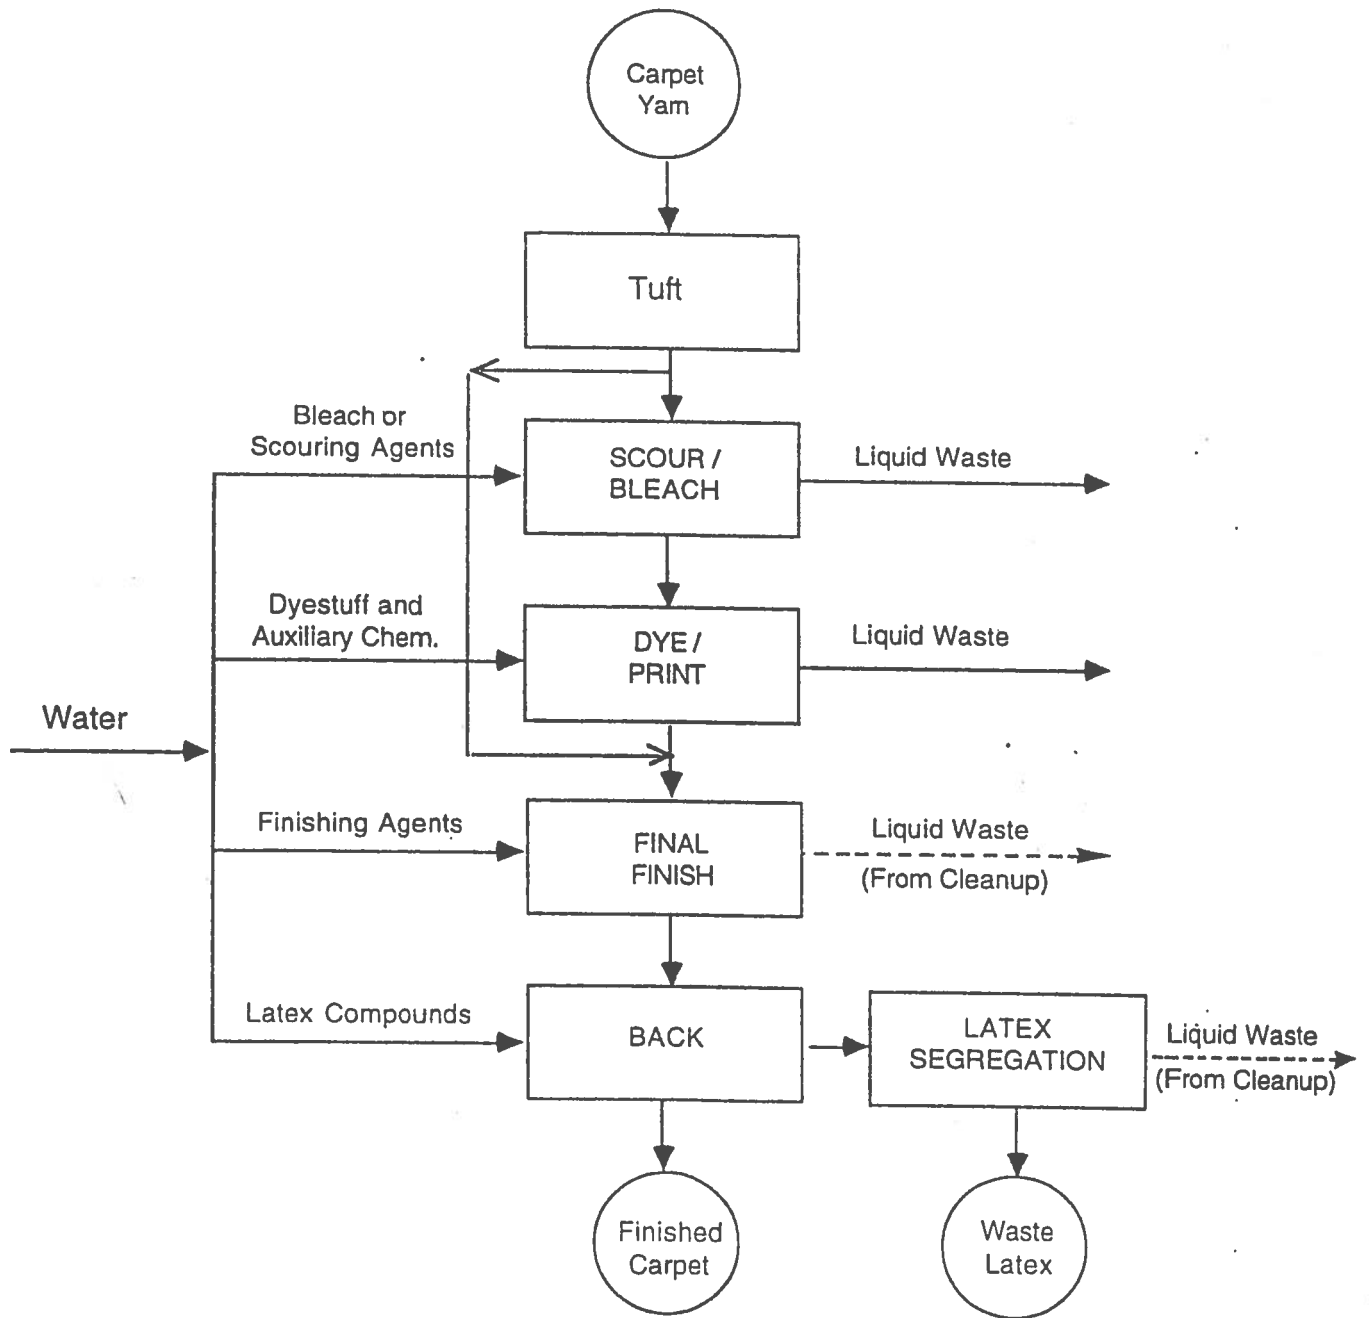 Carpet
Yarn
Tuft
Bleach or
Scouring Agents
SCOUR /
BLEACH
Liquid Waste
Dyestuff and
Auxiliary Chem.
DYE /
PRINT
Liquid Waste
Water
Finishing Agents
FINAL
FINISH
Liquid Waste
(From Cleanup)
Latex Compounds
BACK
LATEX
SEGREGATION
Liquid Waste
(From Cleanup)
Finished
Carpet
Waste
Latex